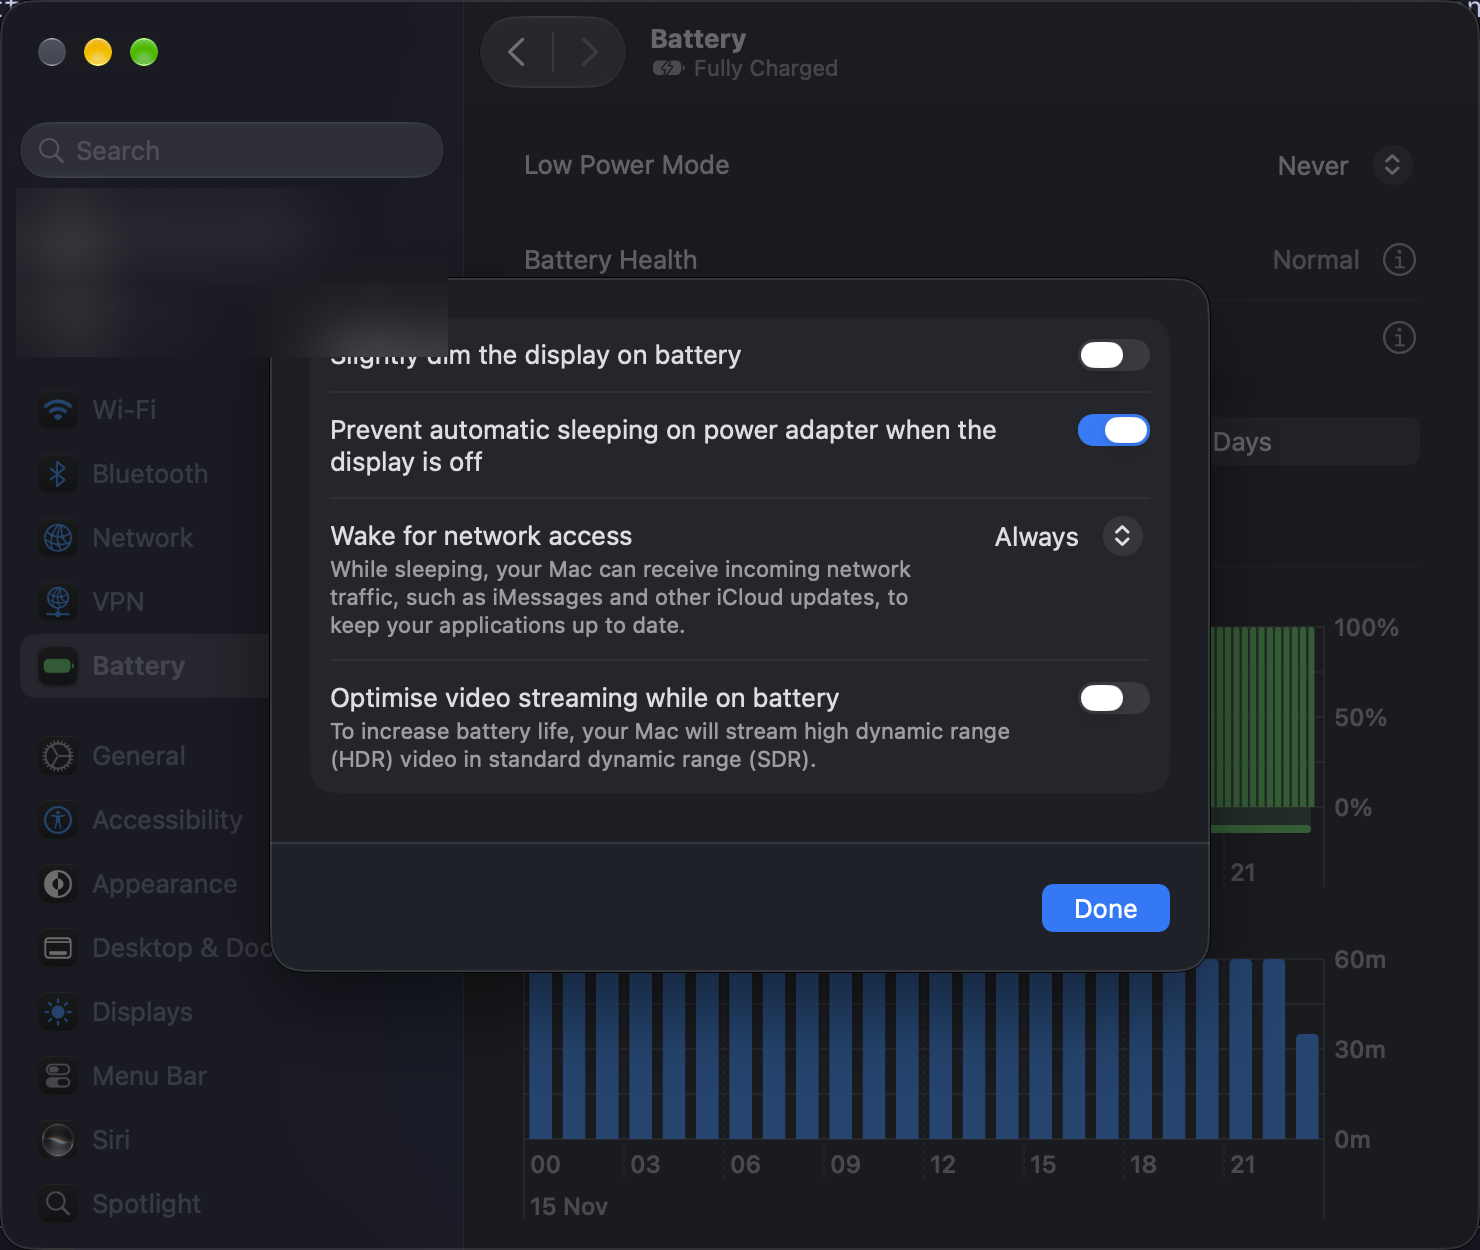 Battery
Fully Charged
Search
Low Power Mode
Never
Battery Health
Normal
Slightly dim the display on battery
Prevent automatic sleeping on power adapter when the
display is off
Wake for network access
Always
While sleeping, your Mac can receive incoming network
traffic, such as iMessages and other iCloud updates, to
keep your applications up to date.
Optimise video streaming while on battery
To increase battery life, your Mac will stream high dynamic range
(HDR) video in standard dynamic range (SDR).
Done
Wi-Fi
Bluetooth
Network
VPN
Battery
General
Accessibility
Appearance
Desktop & Doc
Displays
Menu Bar
Siri
Spotlight
Days
100%
50%
0%
21
60m
30m
0m
00 03 06 09 12 15 18 21
15 Nov